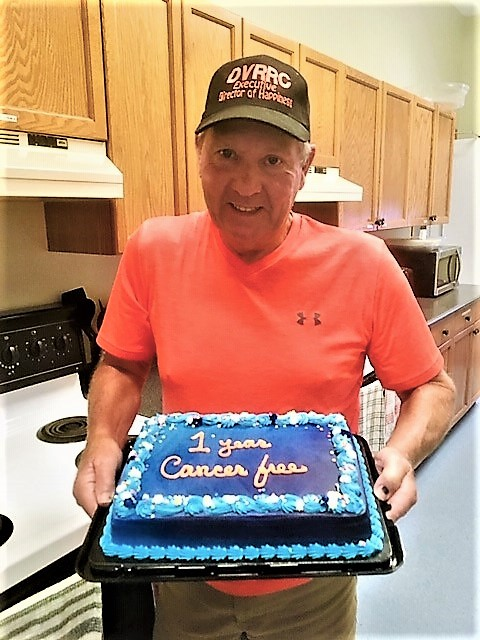 DVRRC
Executive
Director of Happiness
1 year
Cancer free